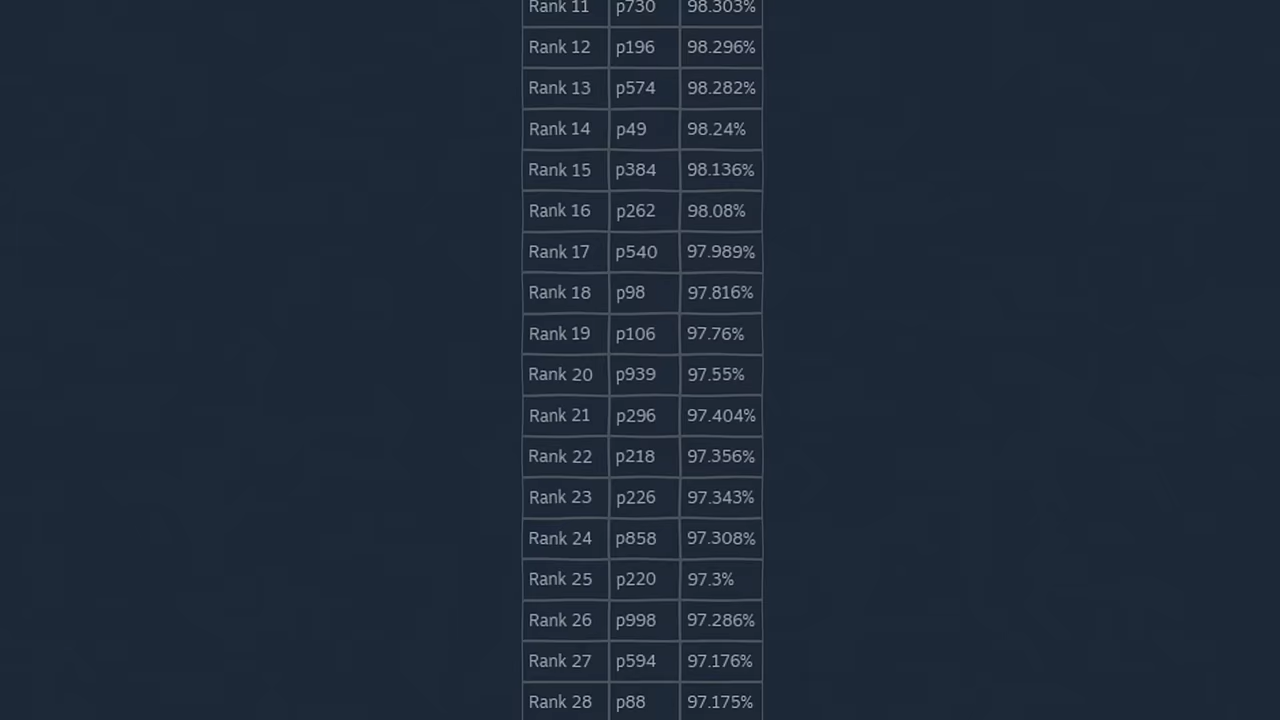 Rank 11 p730 98.303%
Rank 12 p196 98.296%
Rank 13 p574 98.282%
Rank 14 p49 98.24%
Rank 15 p384 98.136%
Rank 16 p262 98.08%
Rank 17 p540 97.989%
Rank 18 p98 97.816%
Rank 19 p106 97.76%
Rank 20 p939 97.55%
Rank 21 p296 97.404%
Rank 22 p218 97.356%
Rank 23 p226 97.343%
Rank 24 p858 97.308%
Rank 25 p220 97.3%
Rank 26 p998 97.286%
Rank 27 p594 97.176%
Rank 28 p88 97.175%